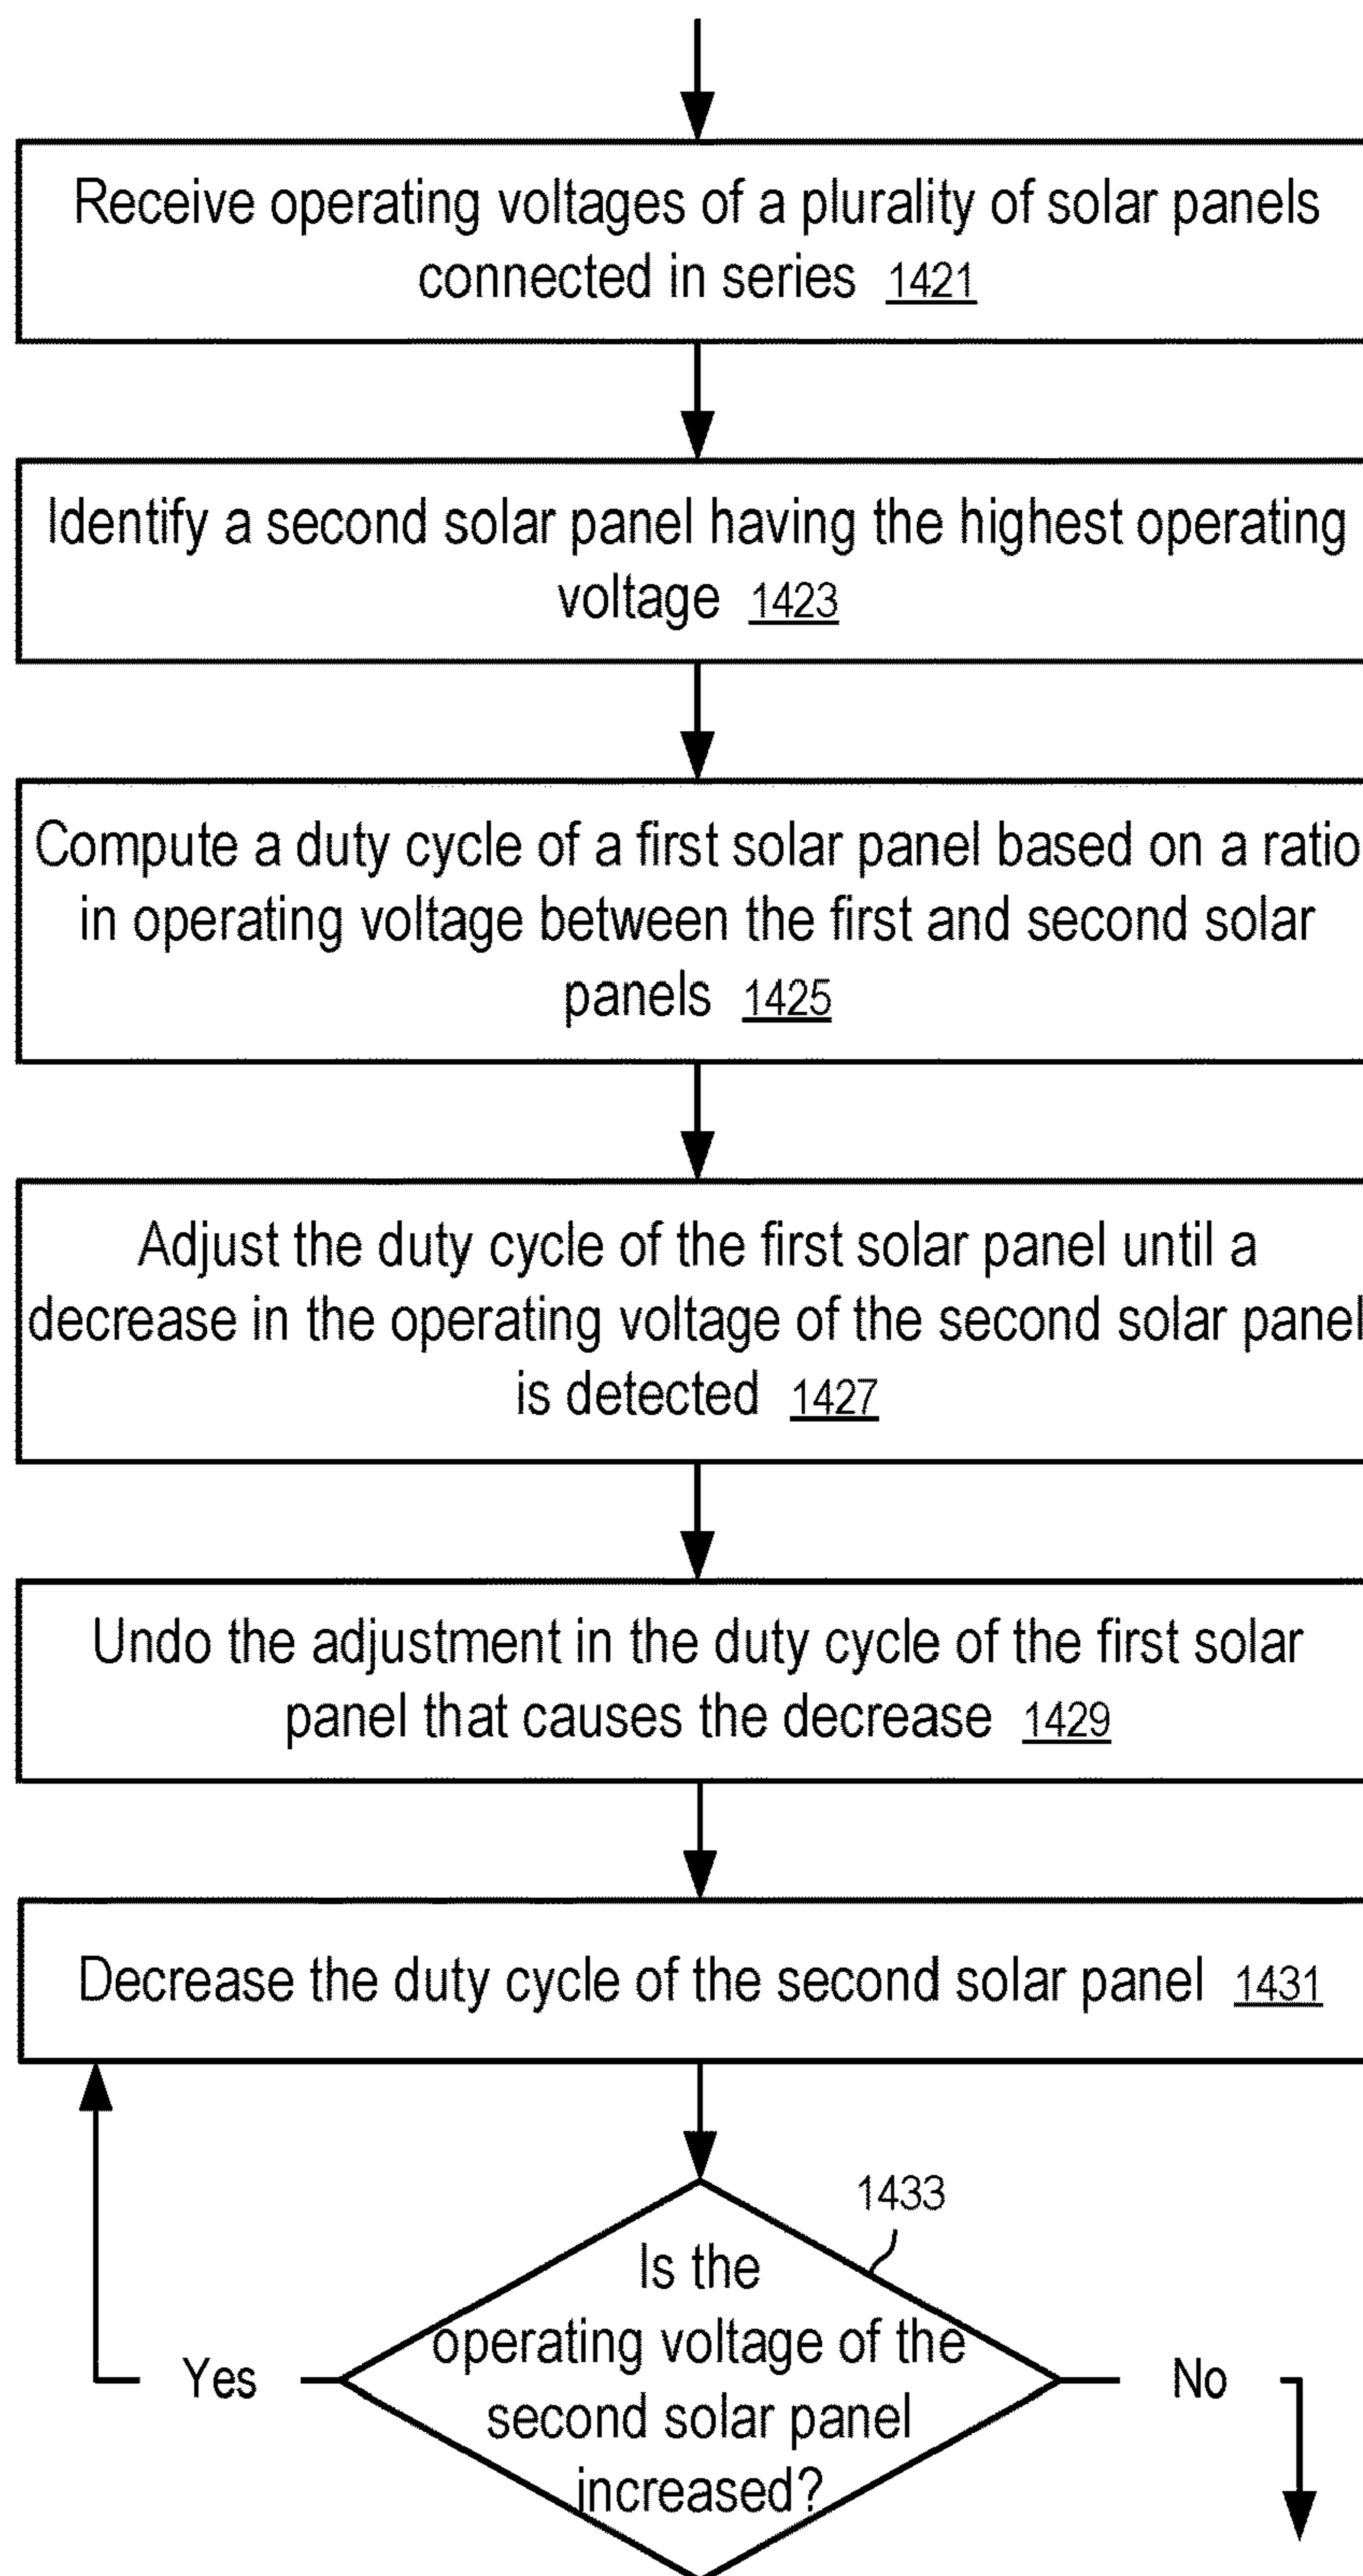 Receive operating voltages of a plurality of solar panels
connected in series 1421
Identify a second solar panel having the highest operating
voltage 1423
Compute a duty cycle of a first solar panel based on a ratio
in operating voltage between the first and second solar
panels 1425
Adjust the duty cycle of the first solar panel until a
decrease in the operating voltage of the second solar panel
is detected 1427
Undo the adjustment in the duty cycle of the first solar
panel that causes the decrease 1429
Decrease the duty cycle of the second solar panel 1431
1433
Is the
operating voltage of the
second solar panel
increased?
Yes
No